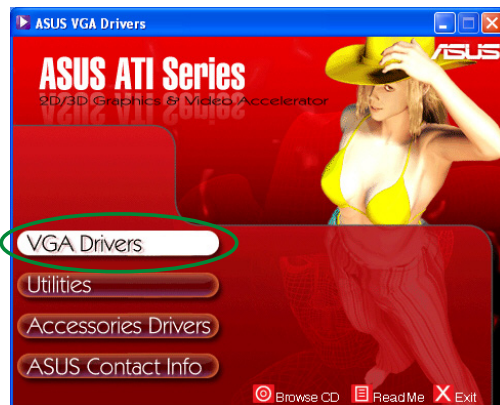 ASUS VGA Drivers
ASUS
ASUS ATI Series
2D/3D Graphics & Video Accelerator
VGA Drivers
Utilities
Accessories Drivers
ASUS Contact Info
Browse CD
ReadMe
Exit